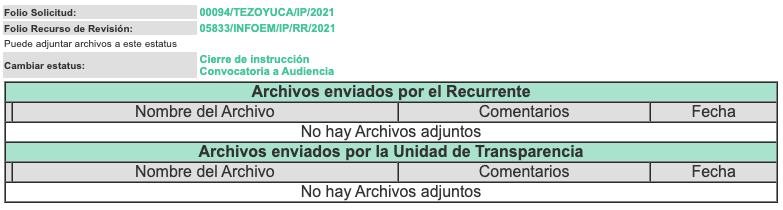 Folio Solicitud: 00094/TEZOYUCA/IP/2021
Folio Recurso de Revisión: 05833/INFOEM/IP/RR/2021
Puede adjuntar archivos a este estatus
Cambiar estatus: Cierre de instrucción
Convocatoria a Audiencia
Archivos enviados por el Recurrente
Nombre del Archivo Comentarios Fecha
No hay Archivos adjuntos
Archivos enviados por la Unidad de Transparencia
Nombre del Archivo Comentarios Fecha
No hay Archivos adjuntos